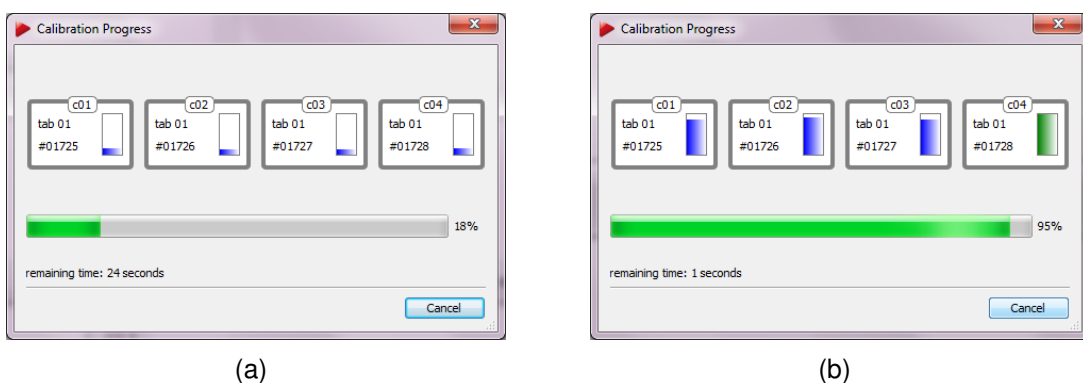 Calibration Progress
c01 c02 c03 c04
tab 01 tab 01 tab 01 tab 01
#01725 #01726 #01727 #01728
18%
remaining time: 24 seconds
Cancel
(a)
Calibration Progress
c01 c02 c03 c04
tab 01 tab 01 tab 01 tab 01
#01725 #01726 #01727 #01728
95%
remaining time: 1 seconds
Cancel
(b)